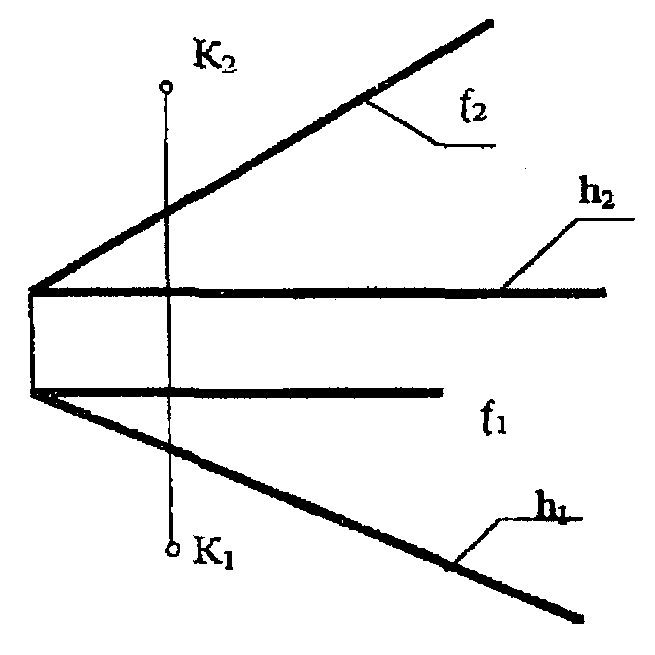 K₂
f₂
h₂
f₁
h₁
K₁